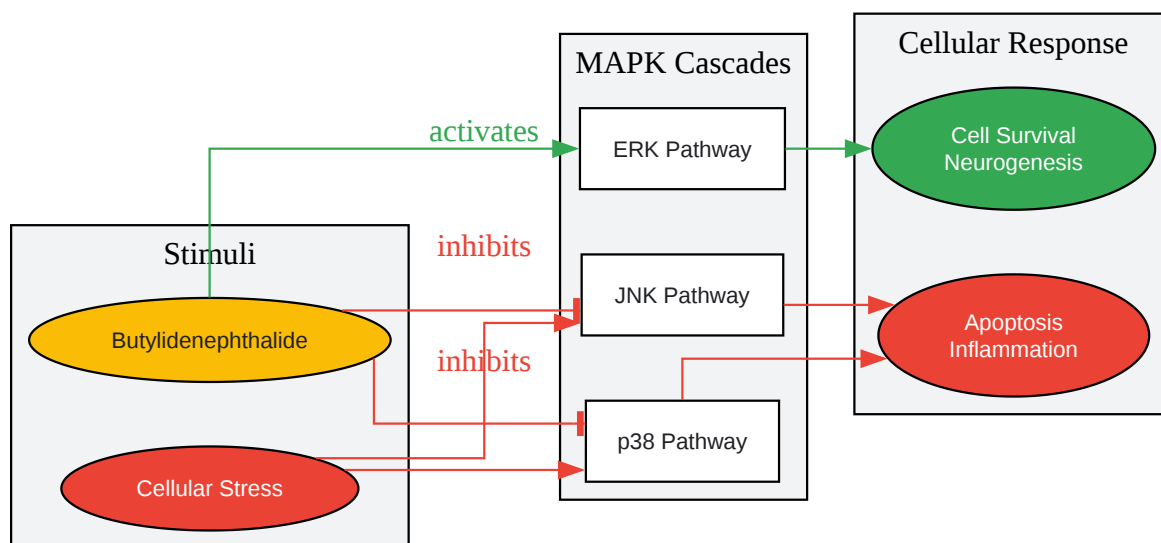 Cellular Response
MAPK Cascades
activates
ERK Pathway
Cell Survival
Neurogenesis
Stimuli
inhibits
JNK Pathway
Butylidenephthalide
Apoptosis
Inflammation
inhibits
p38 Pathway
Cellular Stress